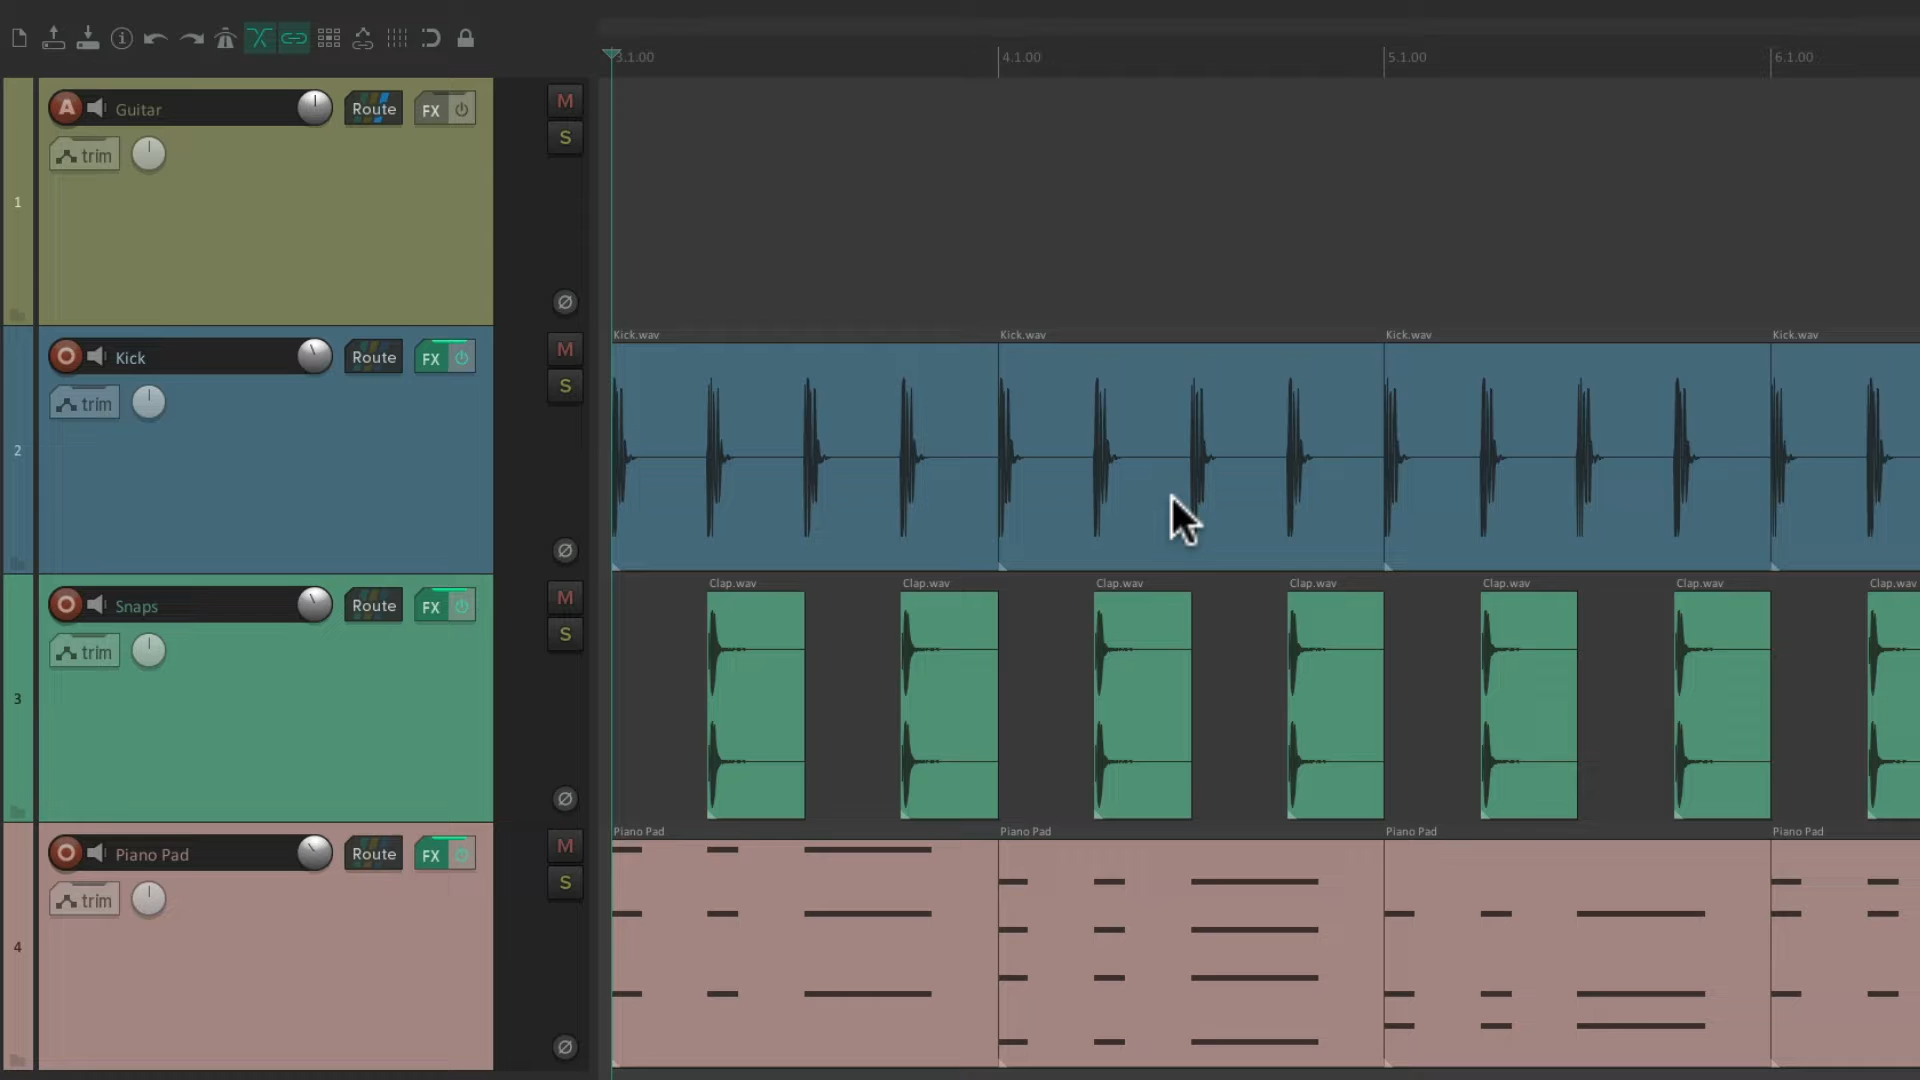 3.1.00 4.1.00 5.1.00 6.1.00
A Guitar Route FX M
trim S
1
Ø
Kick.wav Kick.wav Kick.wav Kick.wav
Kick Route FX M
trim S
2
Ø
Clap.wav Clap.wav Clap.wav Clap.wav Clap.wav Clap.wav Clap.wav
Snaps Route FX M
trim S
3
Ø
Piano Pad Piano Pad Piano Pad Piano Pad
Piano Pad Route FX M
trim S
4
Ø